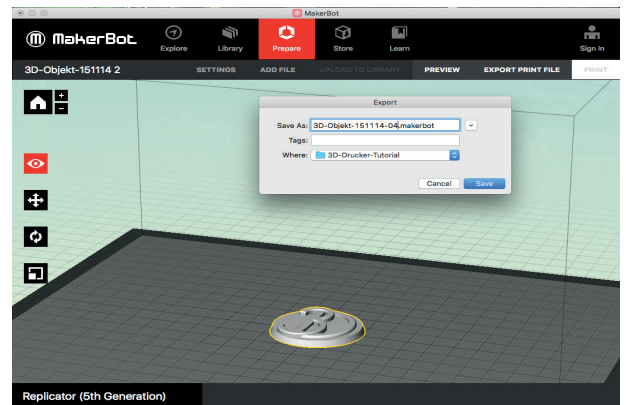 MakerBot
MakerBot
Explore
Library
Prepare
Store
Learn
Sign In
3D-Objekt-151114 2
SETTINGS
ADD FILE
UPLOAD TO LIBRARY
PREVIEW
EXPORT PRINT FILE
PRINT
Export
Save As: 3D-Objekt-151114-04.makerbot
Tags:
Where: 3D-Drucker-Tutorial
Cancel Save
Replicator (5th Generation)